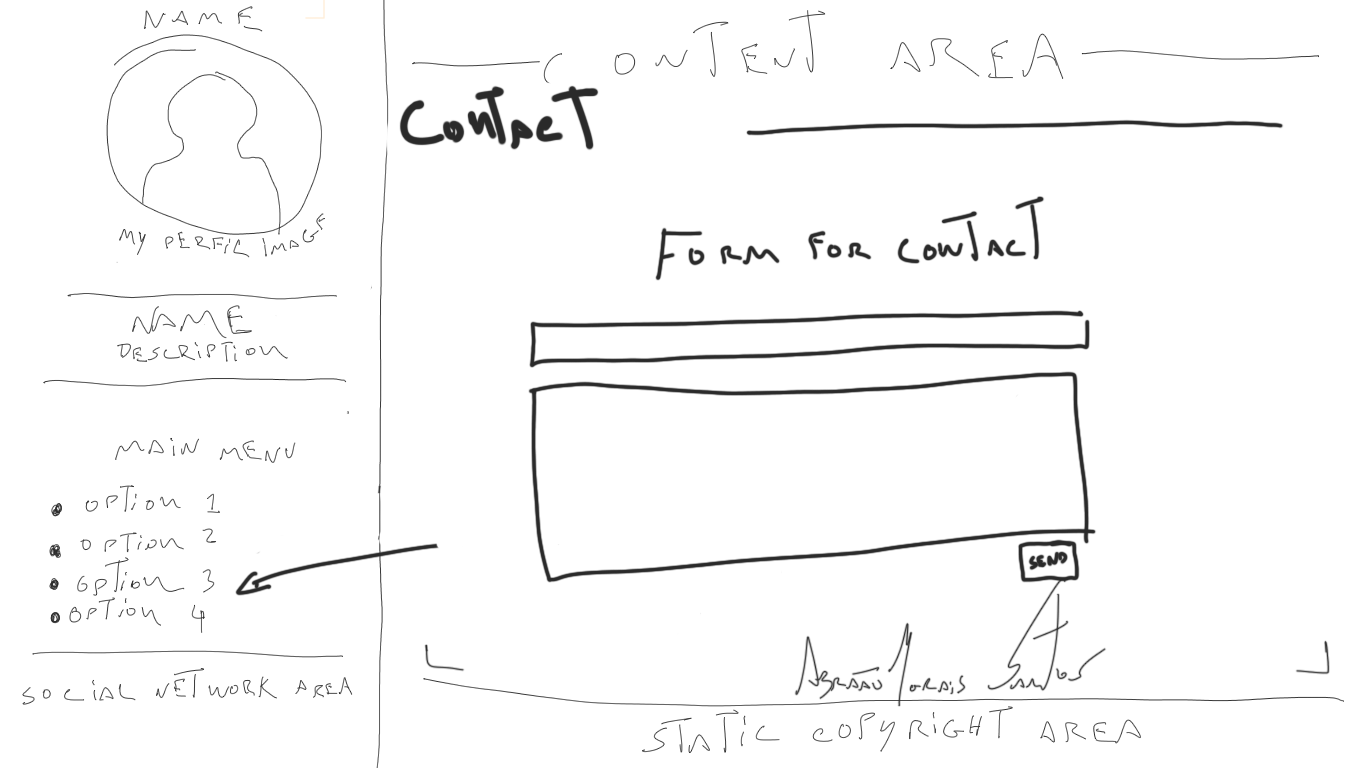 NAME
MY PERFIL IMAGE
NAME
DESCRIPTION
MAIN MENU
• OPTION 1
• OPTION 2
• OPTION 3
• OPTION 4
SOCIAL NETWORK AREA
CONTENT AREA
CONTACT
FORM FOR CONTACT
SEND
Abraão Morais Santos
STATIC COPYRIGHT AREA